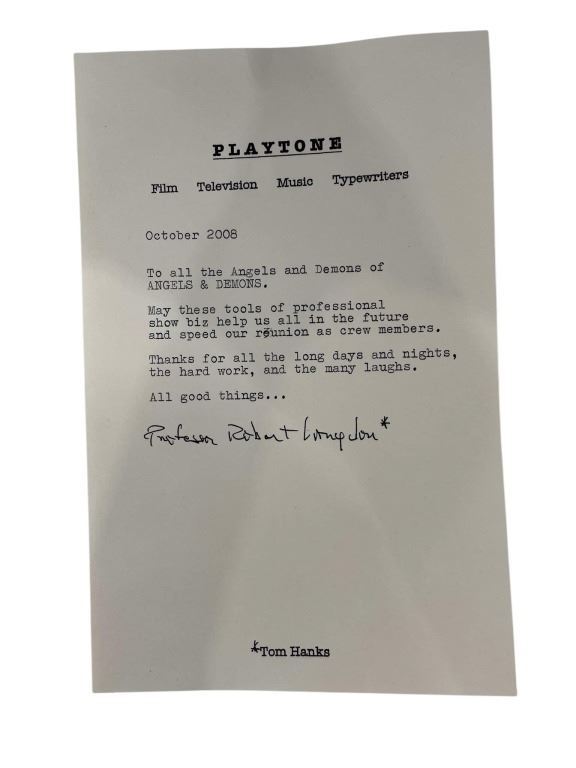 PLAYTONE
Film Television Music Typewriters
October 2008
To all the Angels and Demons of
ANGELS & DEMONS.
May these tools of professional
show biz help us all in the future
and speed our reunion as crew members.
Thanks for all the long days and nights,
the hard work, and the many laughs.
All good things...
Professor Robert Langdon*
*Tom Hanks